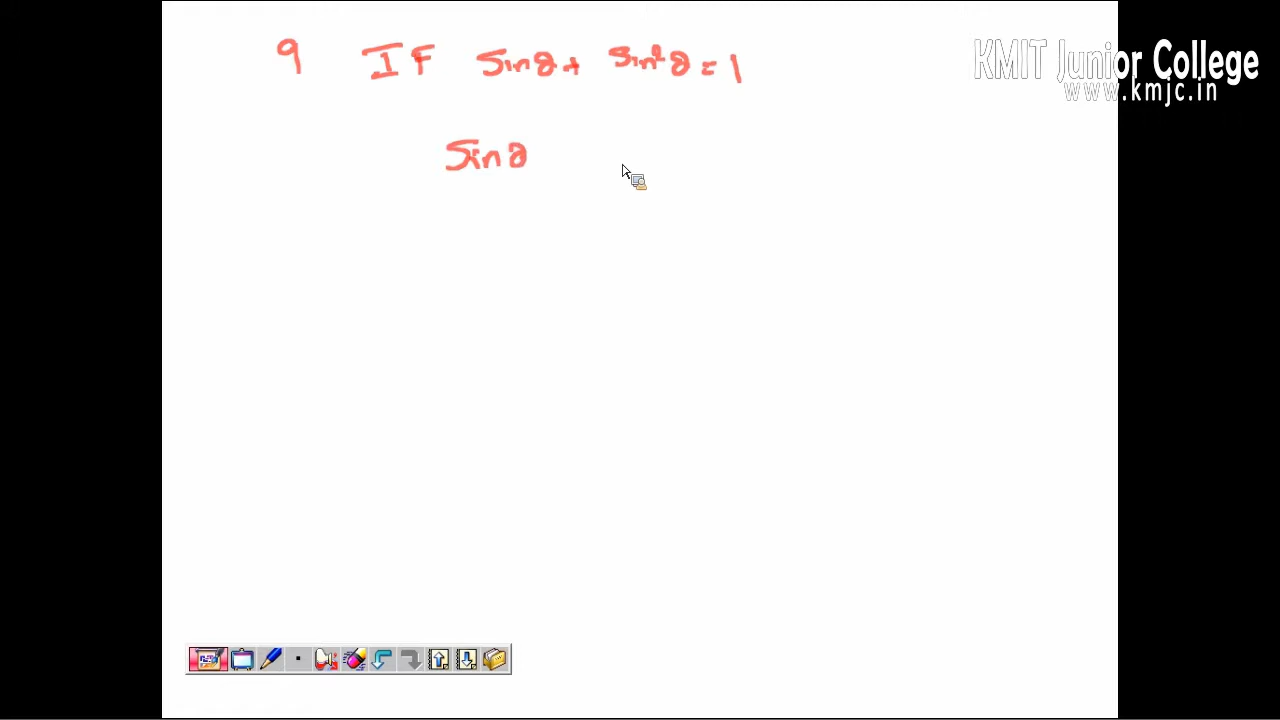 9 IF sinθ + sin²θ = 1
sinθ
KMIT Junior College
www.kmjc.in